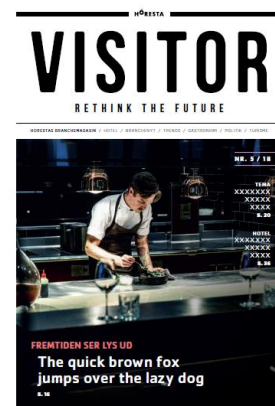 HORESTA
VISITOR
RETHINK THE FUTURE
HORESTAS BRANCHEMAGASIN / HOTEL / BRANCHENYT / TRENDS / GASTRONOMI / POLITIK / TURISME
NR. 5 / 18
TEMA
XXXXXXX
XXXXX
XXXX
S. 20
HOTEL
XXXXXXX
XXXXX
XXXX
S. 36
FREMTIDEN SER LYS UD
The quick brown fox
jumps over the lazy dog
S. 16